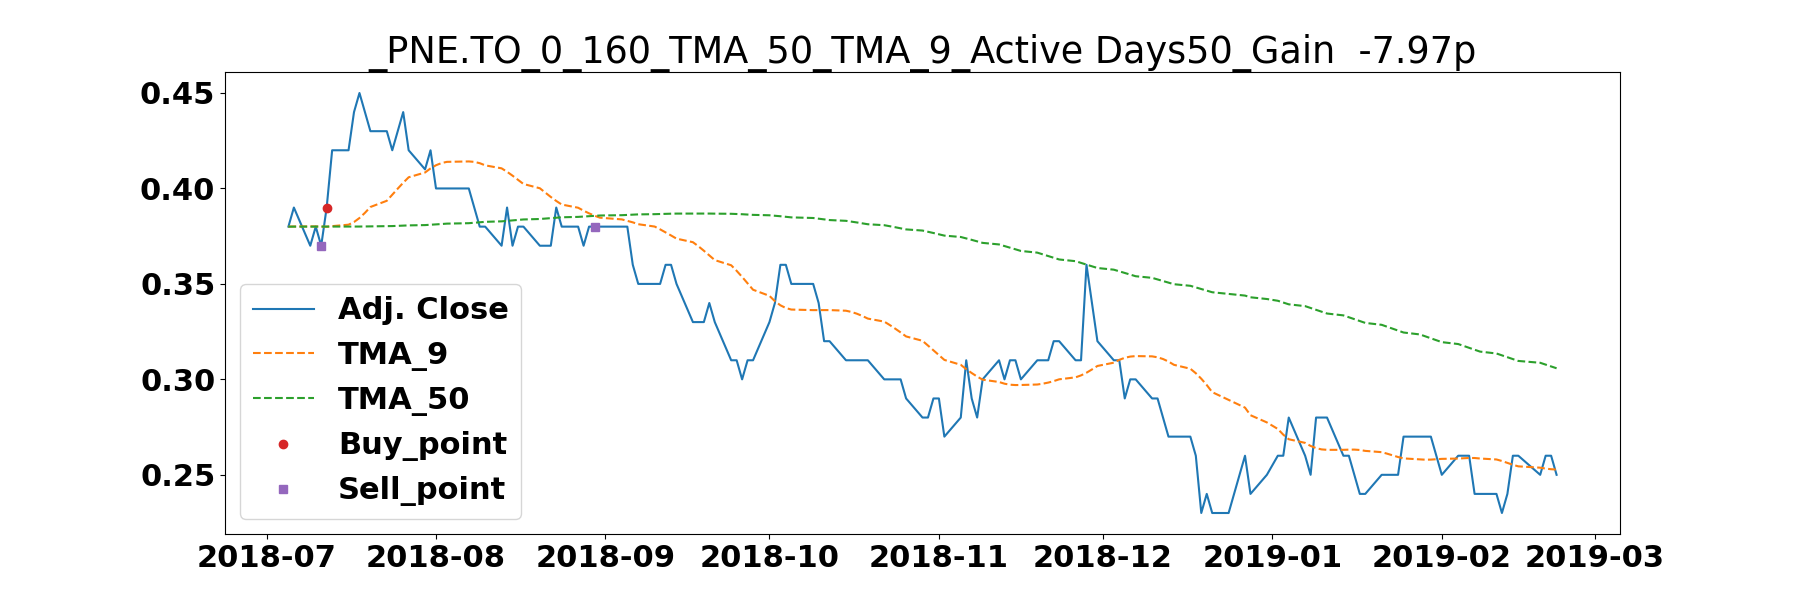 _PNE.TO_0_160_TMA_50_TMA_9_Active Days50_Gain  -7.97p
0.45
0.40
0.35
0.30
0.25
Adj. Close
TMA_9
TMA_50
Buy_point
Sell_point
2018-07 2018-08 2018-09 2018-10 2018-11 2018-12 2019-01 2019-02 2019-03